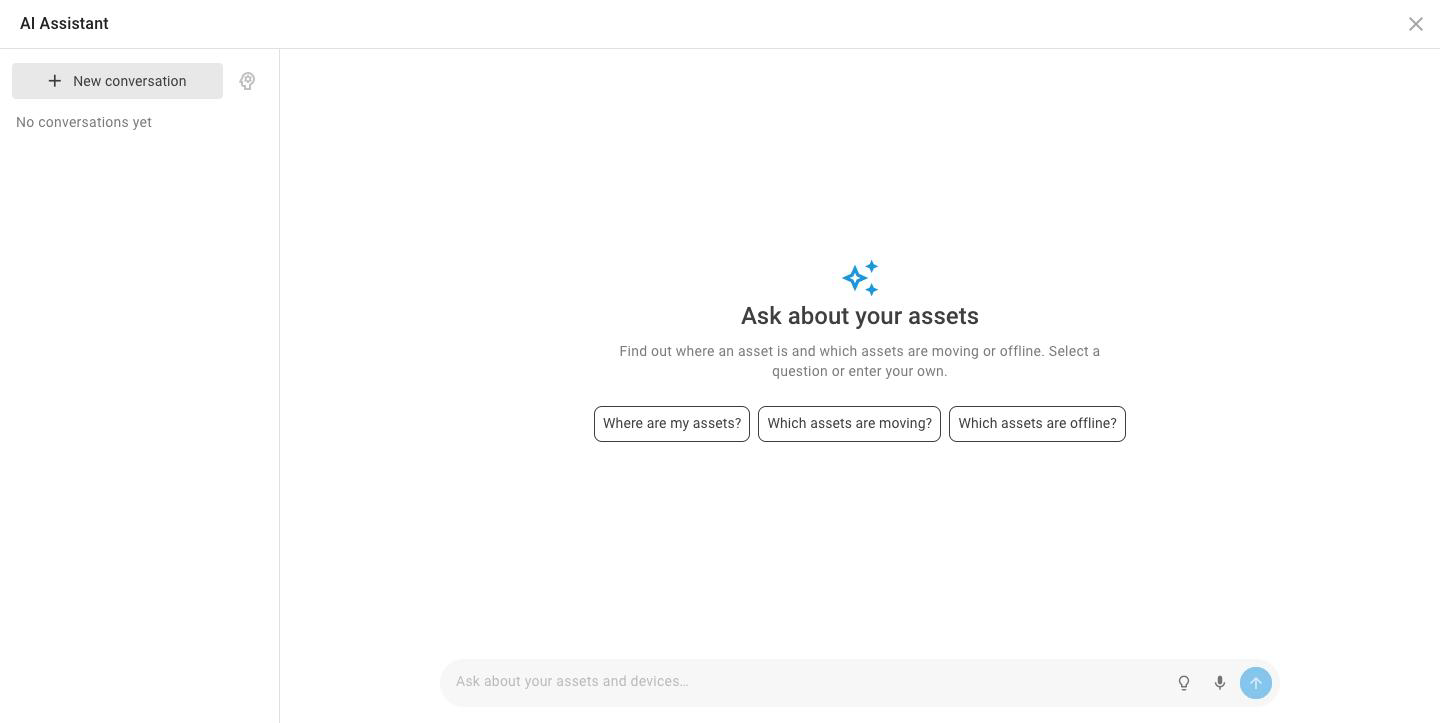 AI Assistant
New conversation
No conversations yet
Ask about your assets
Find out where an asset is and which assets are moving or offline. Select a
question or enter your own.
Where are my assets?
Which assets are moving?
Which assets are offline?
Ask about your assets and devices…